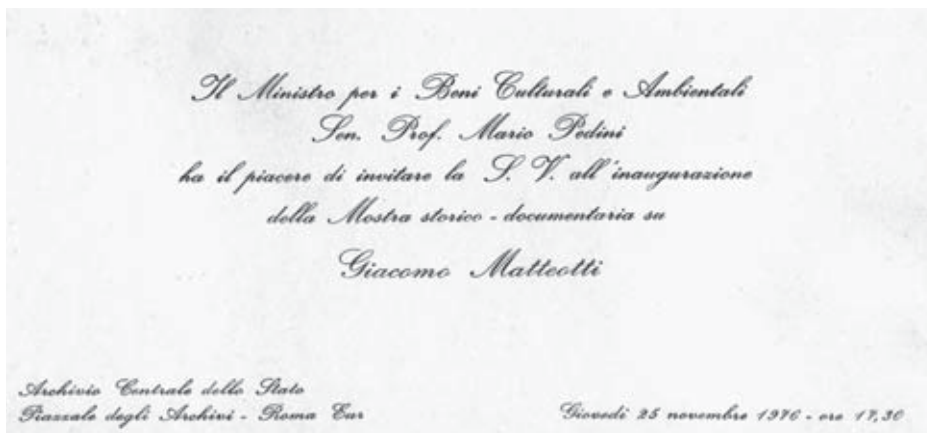 Il Ministro per i Beni Culturali e Ambientali
Sen. Prof. Mario Pedini
ha il piacere di invitare la S. V. all'inaugurazione
della Mostra storico - documentaria su
Giacomo Matteotti
Archivio Centrale dello Stato
Piazzale degli Archivi - Roma Eur
Giovedì 25 novembre 1976 - ore 17,30